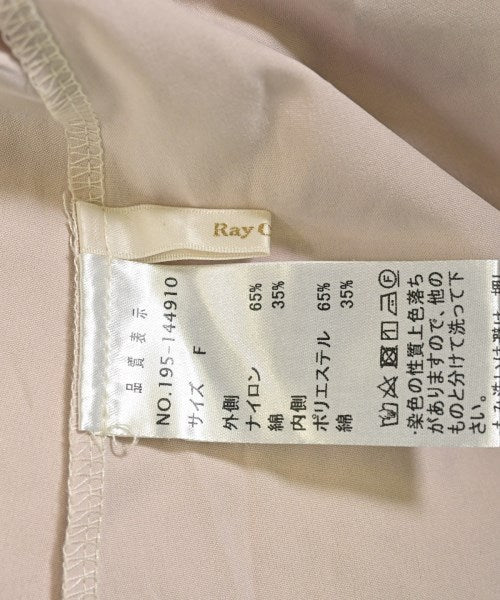 Ray C
品質表示
NO.195-144910
サイズ F
外側
ナイロン 65%
綿 35%
内側
ポリエステル 65%
綿 35%
・染色の性質上色落ち
がありますので、他の
ものと分けて洗って下